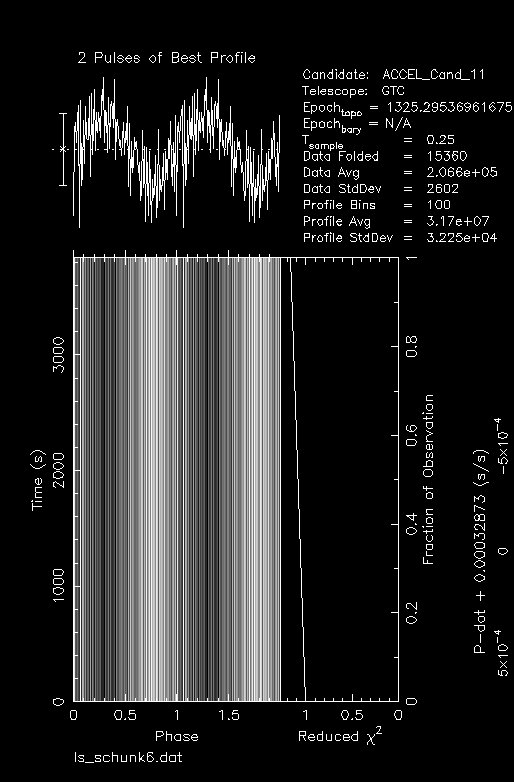 2 Pulses of Best Profile
Candidate: ACCEL_Cand_11
Telescope: GTC
Epoch_topo = 1325.29536961675
Epoch_bary = N/A
T_sample = 0.25
Data Folded = 15360
Data Avg = 2.066e+05
Data StdDev = 2602
Profile Bins = 100
Profile Avg = 3.17e+07
Profile StdDev = 3.225e+04
Time (s)
0 1000 2000 3000
0 0.5 1 1.5
Phase
0 0.2 0.4 0.6 0.8 1
Fraction of Observation
1 0.5 0
Reduced χ²
P-dot + 0.00032873 (s/s)
5×10⁻⁴ 0 −5×10⁻⁴
ls_schunk6.dat